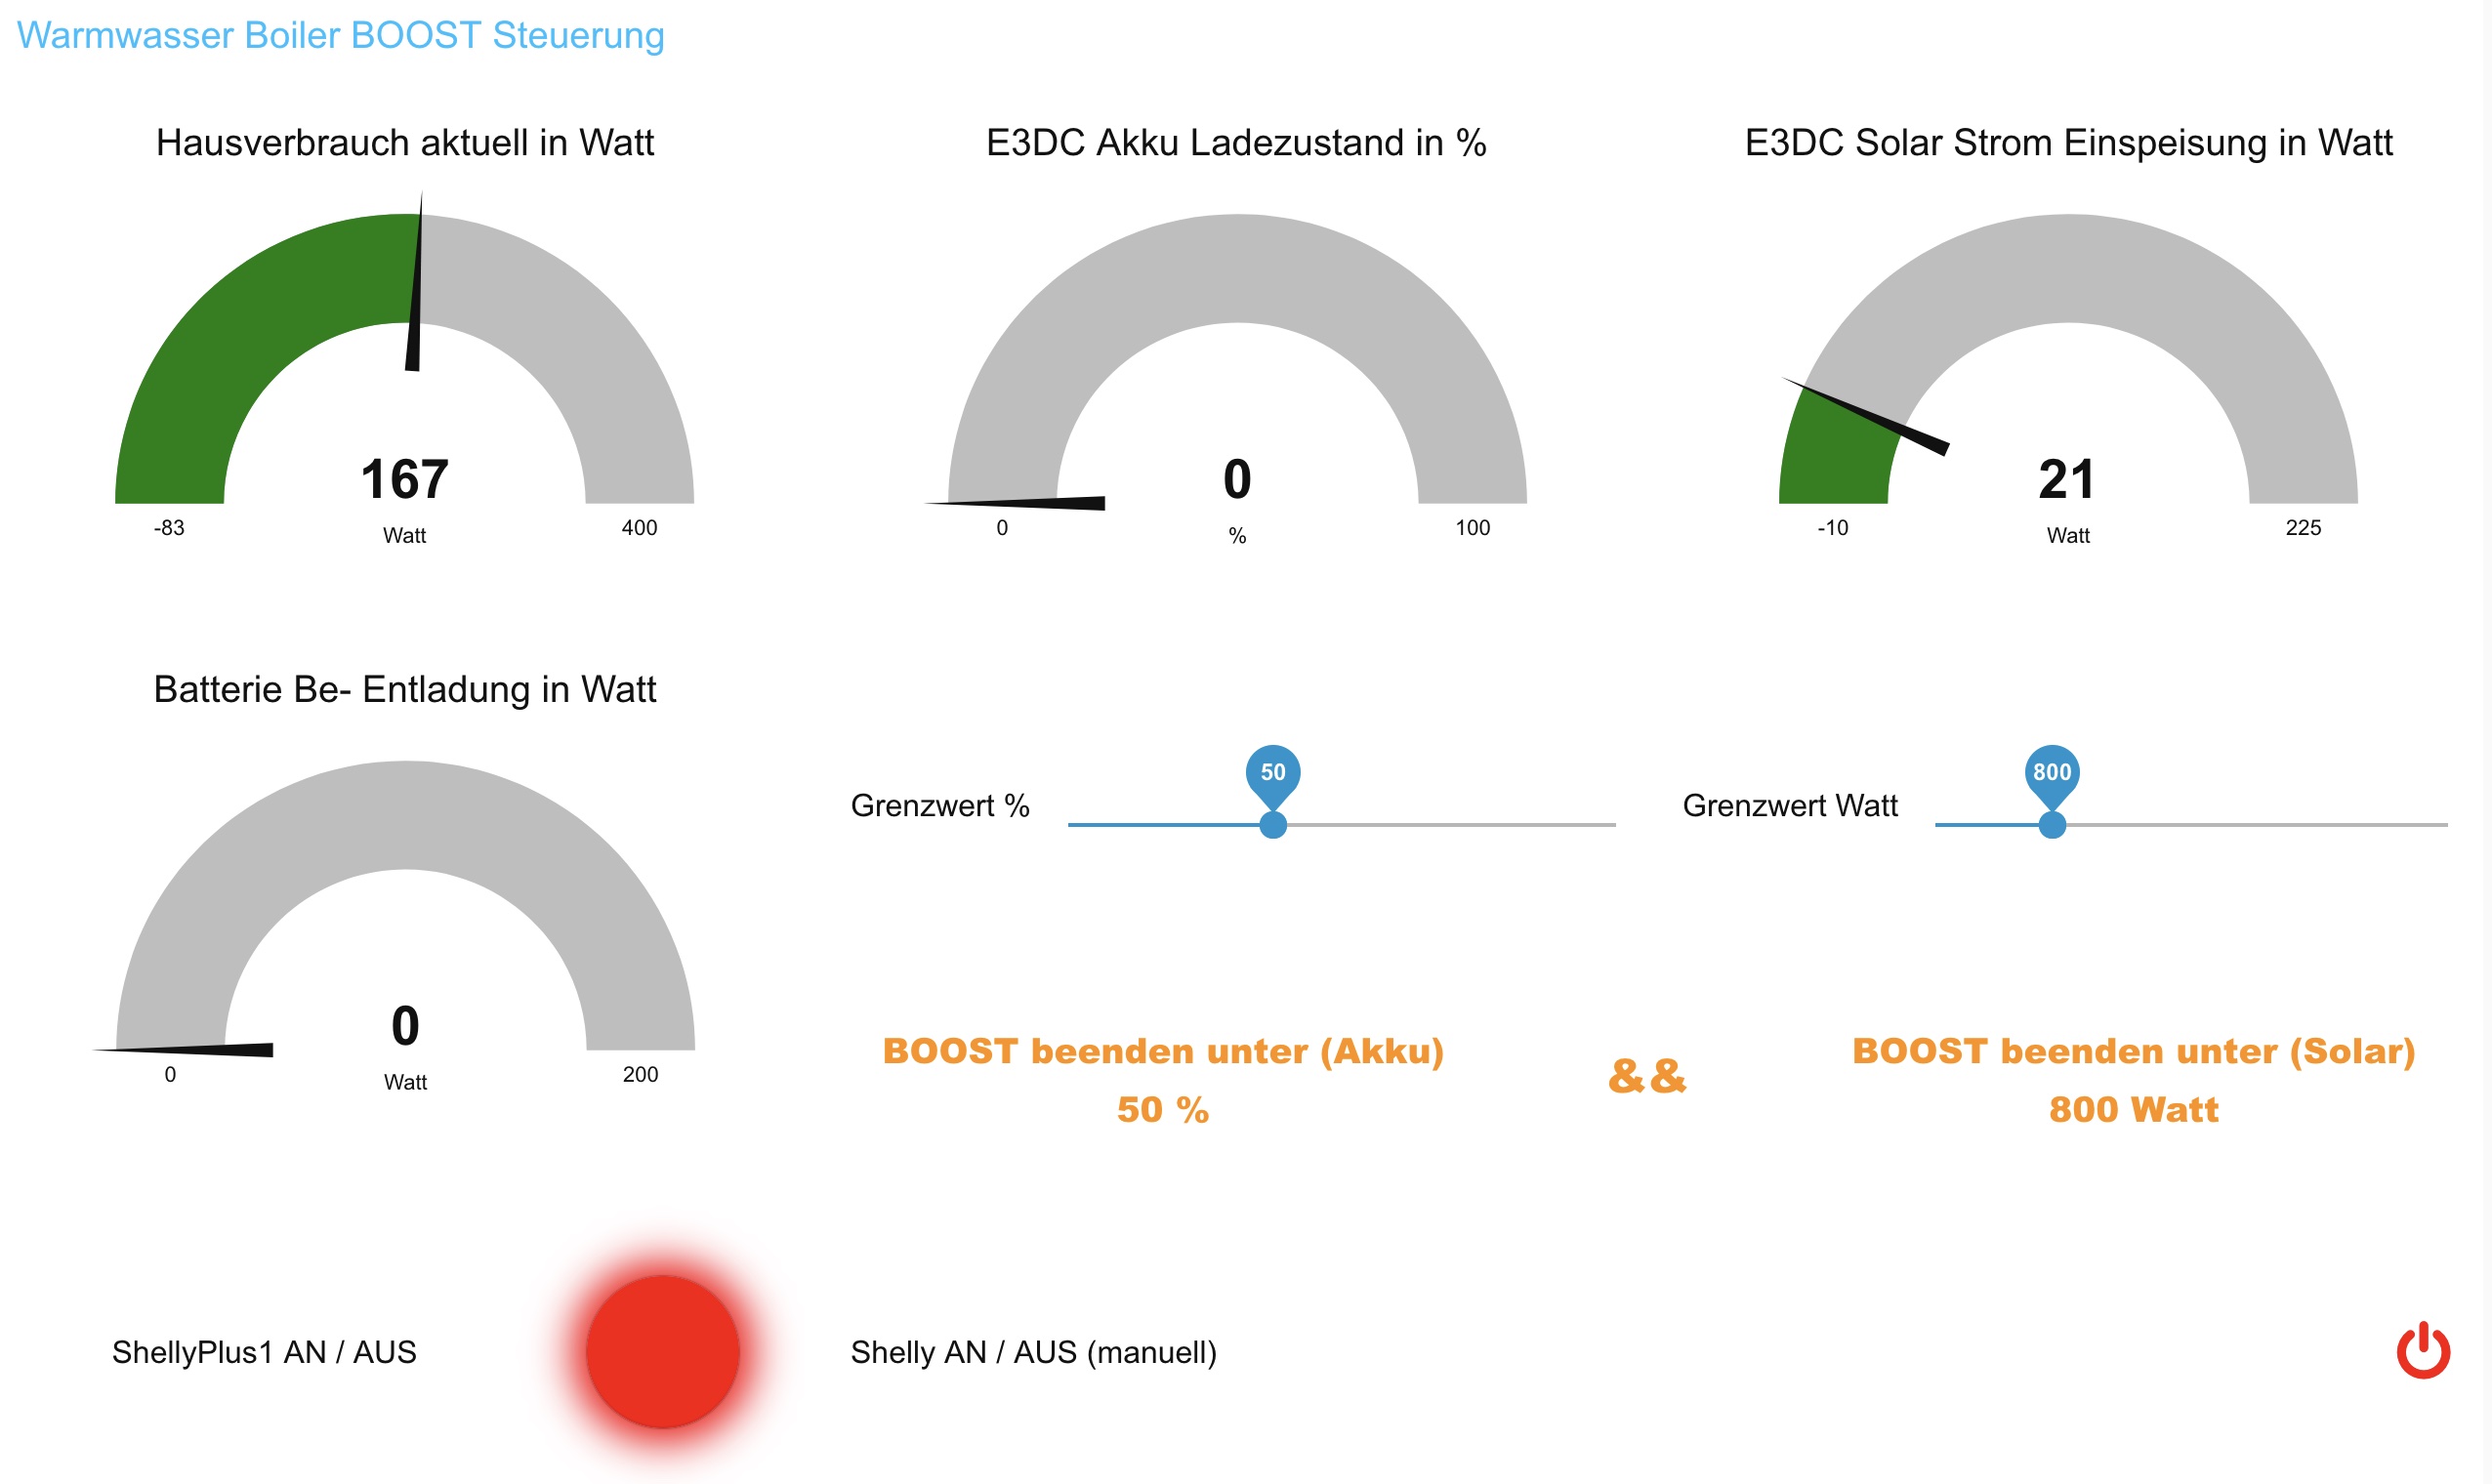 Warmwasser Boiler BOOST Steuerung
Hausverbrauch aktuell in Watt
167
-83
Watt
400
E3DC Akku Ladezustand in %
0
0
%
100
E3DC Solar Strom Einspeisung in Watt
21
-10
Watt
225
Batterie Be- Entladung in Watt
0
0
Watt
200
Grenzwert %
50
Grenzwert Watt
800
BOOST beenden unter (Akku)
50 %
&&
BOOST beenden unter (Solar)
800 Watt
ShellyPlus1 AN / AUS
Shelly AN / AUS (manuell)